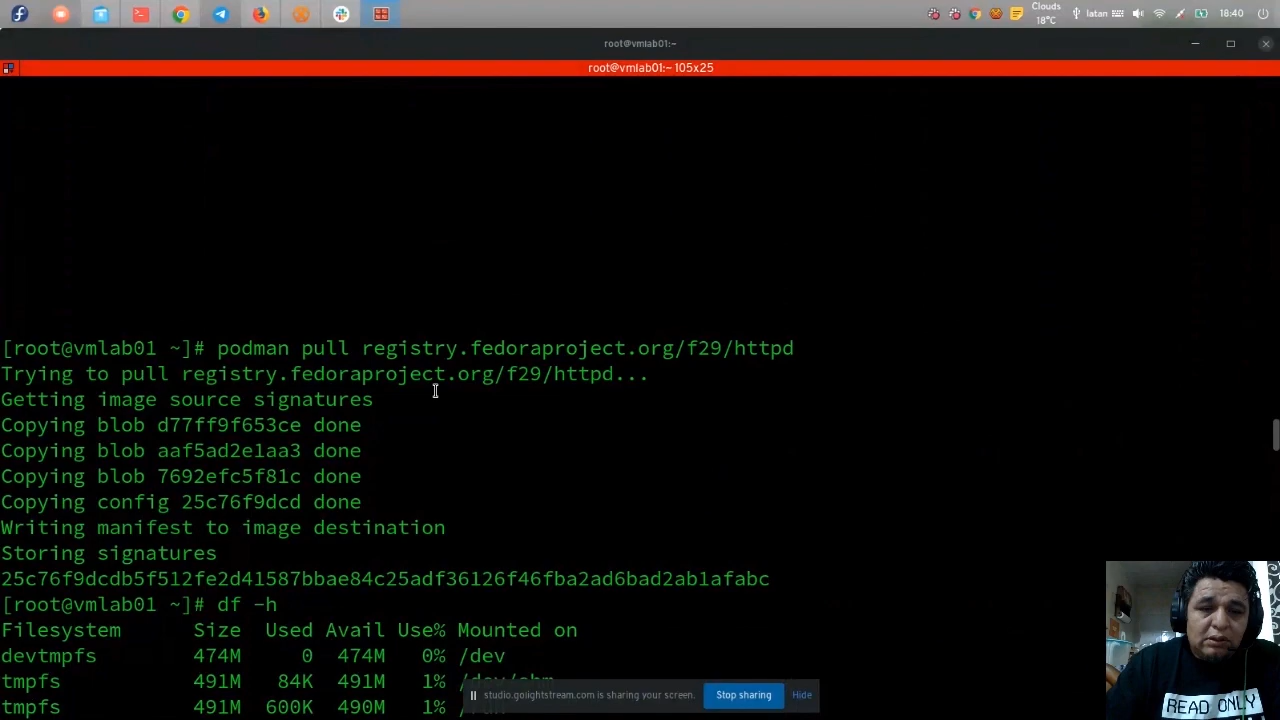 Clouds
18°C
latan
18:40
root@vmlab01:~
root@vmlab01:~ 105x25
[root@vmlab01 ~]# podman pull registry.fedoraproject.org/f29/httpd
Trying to pull registry.fedoraproject.org/f29/httpd...
Getting image source signatures
Copying blob d77ff9f653ce done
Copying blob aaf5ad2e1aa3 done
Copying blob 7692efc5f81c done
Copying config 25c76f9dcd done
Writing manifest to image destination
Storing signatures
25c76f9dcdb5f512fe2d41587bbae84c25adf36126f46fba2ad6bad2ab1afabc
[root@vmlab01 ~]# df -h
Filesystem Size Used Avail Use% Mounted on
devtmpfs 474M 0 474M 0% /dev
tmpfs 491M 84K 491M 1% /dev/shm
tmpfs 491M 600K 490M 1%
studio.golightstream.com is sharing your screen.
Stop sharing
Hide
READ ONLY